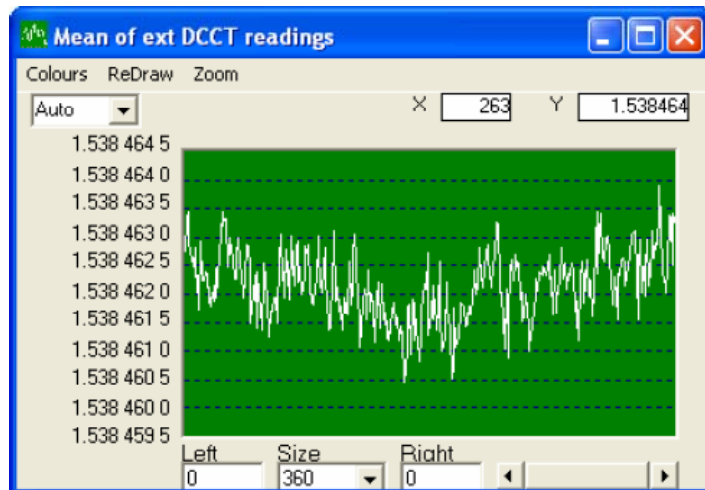 Mean of ext DCCT readings
Colours ReDraw Zoom
Auto X 263 Y 1.538464
1.538 464 5
1.538 464 0
1.538 463 5
1.538 463 0
1.538 462 5
1.538 462 0
1.538 461 5
1.538 461 0
1.538 460 5
1.538 460 0
1.538 459 5
Left Size Right
0 360 0